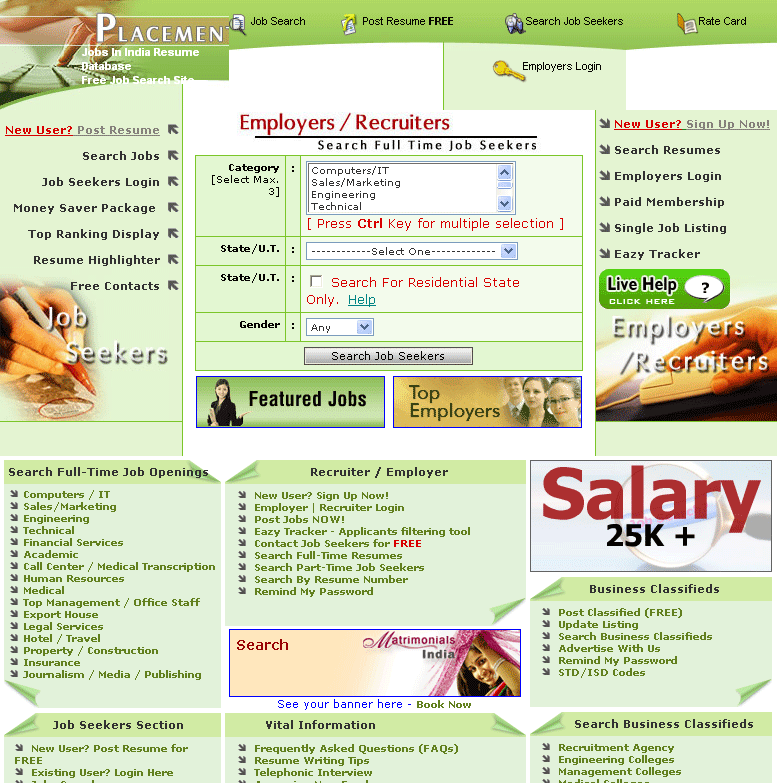 PLACEMEN
Jobs In India Resume
Database
Free Job Search Site
Job Search
Post Resume FREE
Search Job Seekers
Rate Card
Employers Login
New User? Post Resume
Search Jobs
Job Seekers Login
Money Saver Package
Top Ranking Display
Resume Highlighter
Free Contacts
Job
Seekers
Employers / Recruiters
Search Full Time Job Seekers
Category
[Select Max.
3]
:
Computers/IT
Sales/Marketing
Engineering
Technical
[ Press Ctrl Key for multiple selection ]
State/U.T. : ------------Select One-------------
State/U.T. : Search For Residential State
Only. Help
Gender : Any
Search Job Seekers
Featured Jobs
Top
Employers
New User? Sign Up Now!
Search Resumes
Employers Login
Paid Membership
Single Job Listing
Eazy Tracker
Live Help
CLICK HERE
?
Employers
/Recruiters
Search Full-Time Job Openings
Computers / IT
Sales/Marketing
Engineering
Technical
Financial Services
Academic
Call Center / Medical Transcription
Human Resources
Medical
Top Management / Office Staff
Export House
Legal Services
Hotel / Travel
Property / Construction
Insurance
Journalism / Media / Publishing
Recruiter / Employer
New User? Sign Up Now!
Employer | Recruiter Login
Post Jobs NOW!
Eazy Tracker - Applicants filtering tool
Contact Job Seekers for FREE
Search Full-Time Resumes
Search Part-Time Job Seekers
Search By Resume Number
Remind My Password
Search
Matrimonials
India
See your banner here - Book Now
Salary
25K +
Business Classifieds
Post Classified (FREE)
Update Listing
Search Business Classifieds
Advertise With Us
Remind My Password
STD/ISD Codes
Job Seekers Section
New User? Post Resume for
FREE
Existing User? Login Here
Vital Information
Frequently Asked Questions (FAQs)
Resume Writing Tips
Telephonic Interview
Search Business Classifieds
Recruitment Agency
Engineering Colleges
Management Colleges